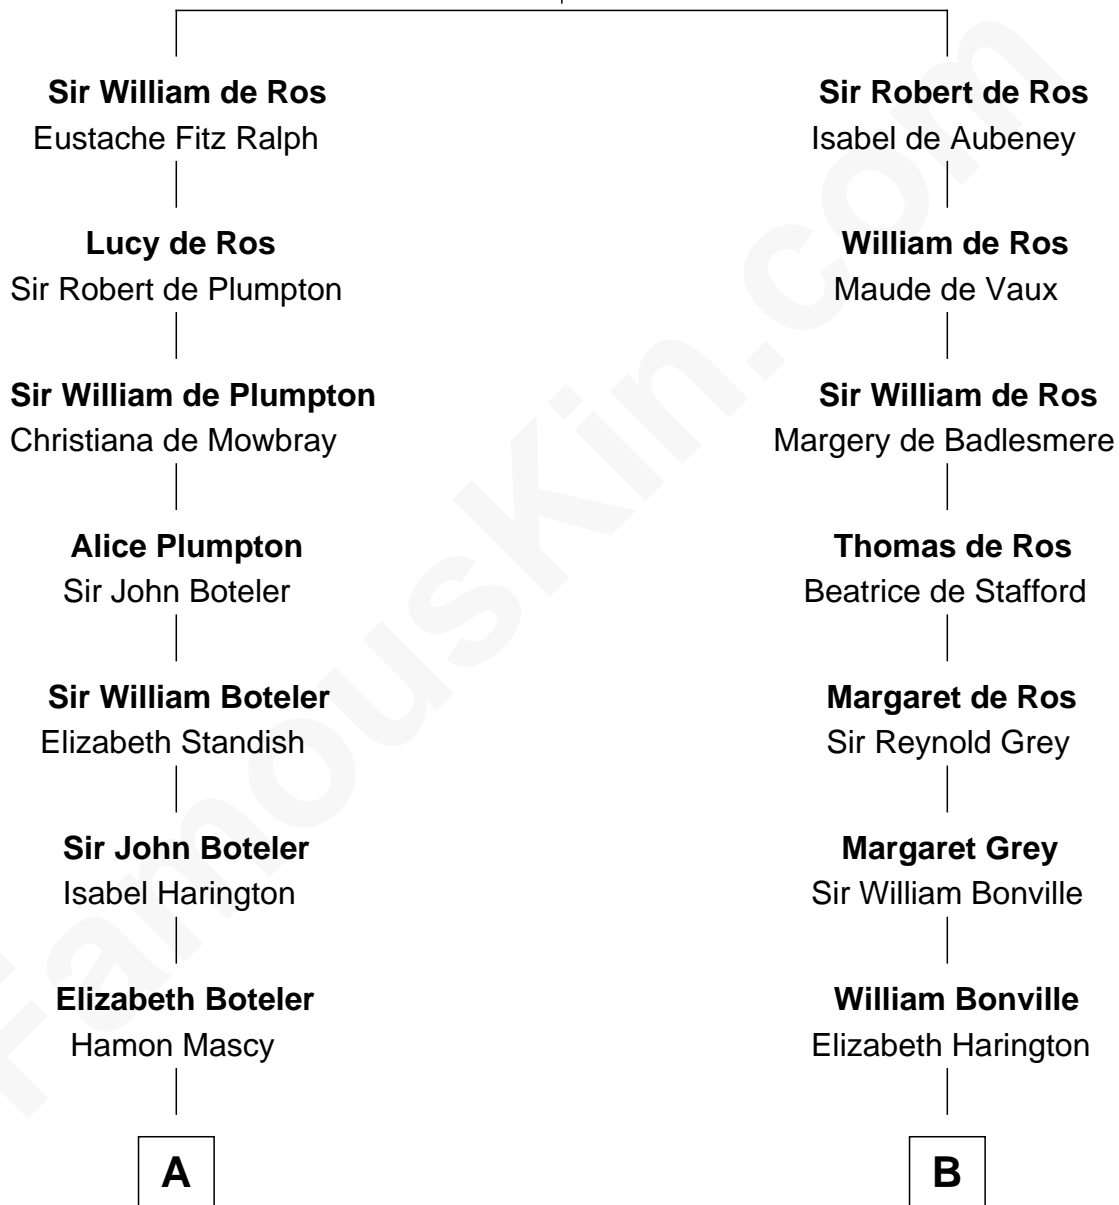 Sir William de Ros
Eustache Fitz Ralph
Sir Robert de Ros
Isabel de Aubeney
Lucy de Ros
Sir Robert de Plumpton
William de Ros
Maude de Vaux
Sir William de Plumpton
Christiana de Mowbray
Sir William de Ros
Margery de Badlesmere
Alice Plumpton
Sir John Boteler
Thomas de Ros
Beatrice de Stafford
Sir William Boteler
Elizabeth Standish
Margaret de Ros
Sir Reynold Grey
Sir John Boteler
Isabel Harington
Margaret Grey
Sir William Bonville
Elizabeth Boteler
Hamon Mascy
William Bonville
Elizabeth Harington
A
B
FamousKin.com